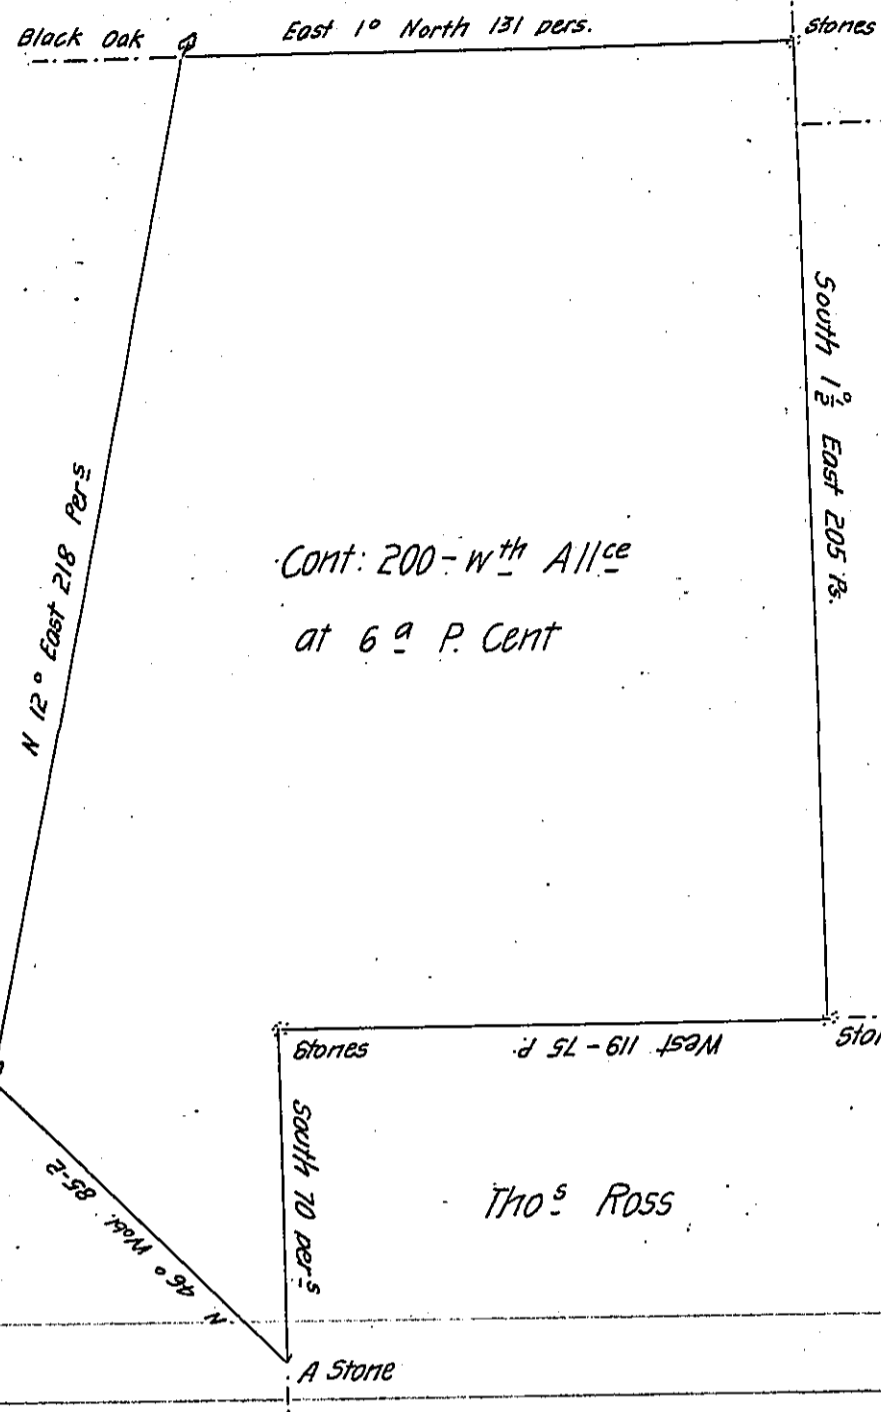 Black Oak
East 1° North 131 pers.
Stones
South 1½° East 205 Ps.
N 12° East 218 Pers
Cont: 200 - wth Allce
at 6 a P. Cent
Stones
West 119-75 P.
South 70 pers
Thos Ross
N 46° 85-2
A Stone